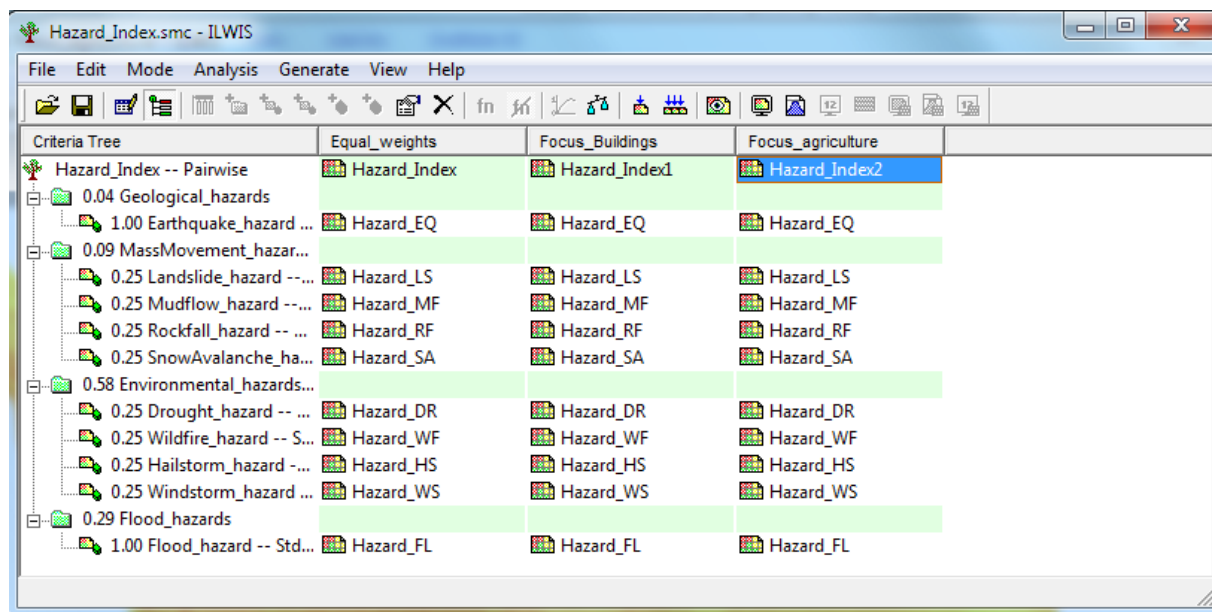 Hazard_Index.smc - ILWIS
File Edit Mode Analysis Generate View Help
fn fn 12 12
Criteria Tree Equal_weights Focus_Buildings Focus_agriculture
Hazard_Index -- Pairwise Hazard_Index Hazard_Index1 Hazard_Index2
0.04 Geological_hazards
1.00 Earthquake_hazard ... Hazard_EQ Hazard_EQ Hazard_EQ
0.09 MassMovement_hazar...
0.25 Landslide_hazard --... Hazard_LS Hazard_LS Hazard_LS
0.25 Mudflow_hazard --... Hazard_MF Hazard_MF Hazard_MF
0.25 Rockfall_hazard -- ... Hazard_RF Hazard_RF Hazard_RF
0.25 SnowAvalanche_ha... Hazard_SA Hazard_SA Hazard_SA
0.58 Environmental_hazards...
0.25 Drought_hazard -- ... Hazard_DR Hazard_DR Hazard_DR
0.25 Wildfire_hazard -- S... Hazard_WF Hazard_WF Hazard_WF
0.25 Hailstorm_hazard -... Hazard_HS Hazard_HS Hazard_HS
0.25 Windstorm_hazard ... Hazard_WS Hazard_WS Hazard_WS
0.29 Flood_hazards
1.00 Flood_hazard -- Std... Hazard_FL Hazard_FL Hazard_FL